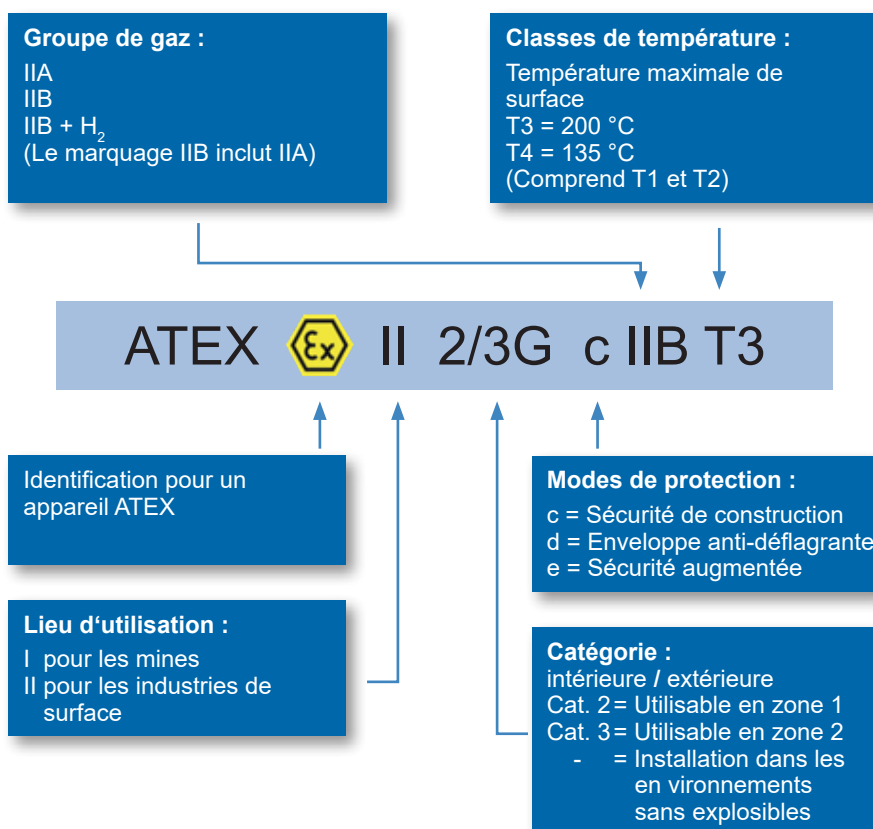 Groupe de gaz :
IIA
IIB
IIB + H₂
(Le marquage IIB inclut IIA)
Classes de température :
Température maximale de
surface
T3 = 200 °C
T4 = 135 °C
(Comprend T1 et T2)
ATEX Ex II 2/3G c IIB T3
Identification pour un
appareil ATEX
Lieu d‘utilisation :
I pour les mines
II pour les industries de
surface
Modes de protection :
c = Sécurité de construction
d = Enveloppe anti-déflagrante
e = Sécurité augmentée
Catégorie :
intérieure / extérieure
Cat. 2 = Utilisable en zone 1
Cat. 3 = Utilisable en zone 2
- = Installation dans les
en vironnements
sans explosibles